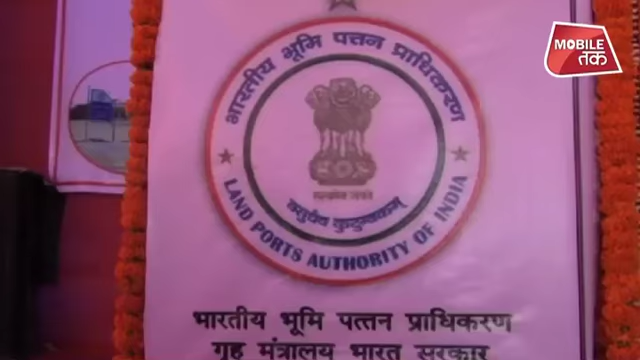 MOBILE
तक
भारतीय भूमि पत्तन प्राधिकरण
सत्यमेव जयते
वसुधैव कुटुम्बकम्
LAND PORTS AUTHORITY OF INDIA
भारतीय भूमि पत्तन प्राधिकरण
गृह मंत्रालय भारत सरकार